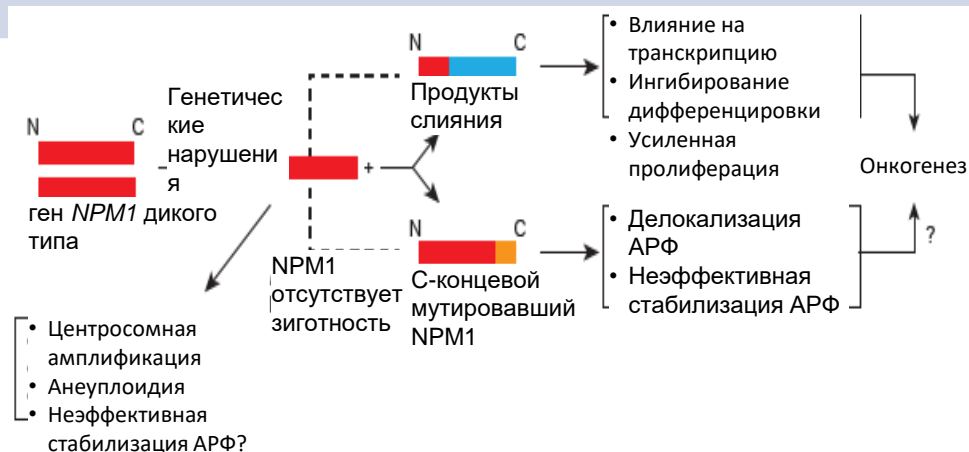 N C
Генетичес
кие
нарушени
я
ген NPM1 дикого
типа
N C
Продукты
слияния
• Влияние на
транскрипцию
• Ингибирование
дифференцировки
• Усиленная
пролиферация
Онкогенез
+
NPM1
отсутствует
зиготность
N C
С-концевой
мутировавший
NPM1
• Делокализация
АРФ
• Неэффективная
стабилизация АРФ
?
• Центросомная
амплификация
• Анеуплоидия
• Неэффективная
стабилизация АРФ?